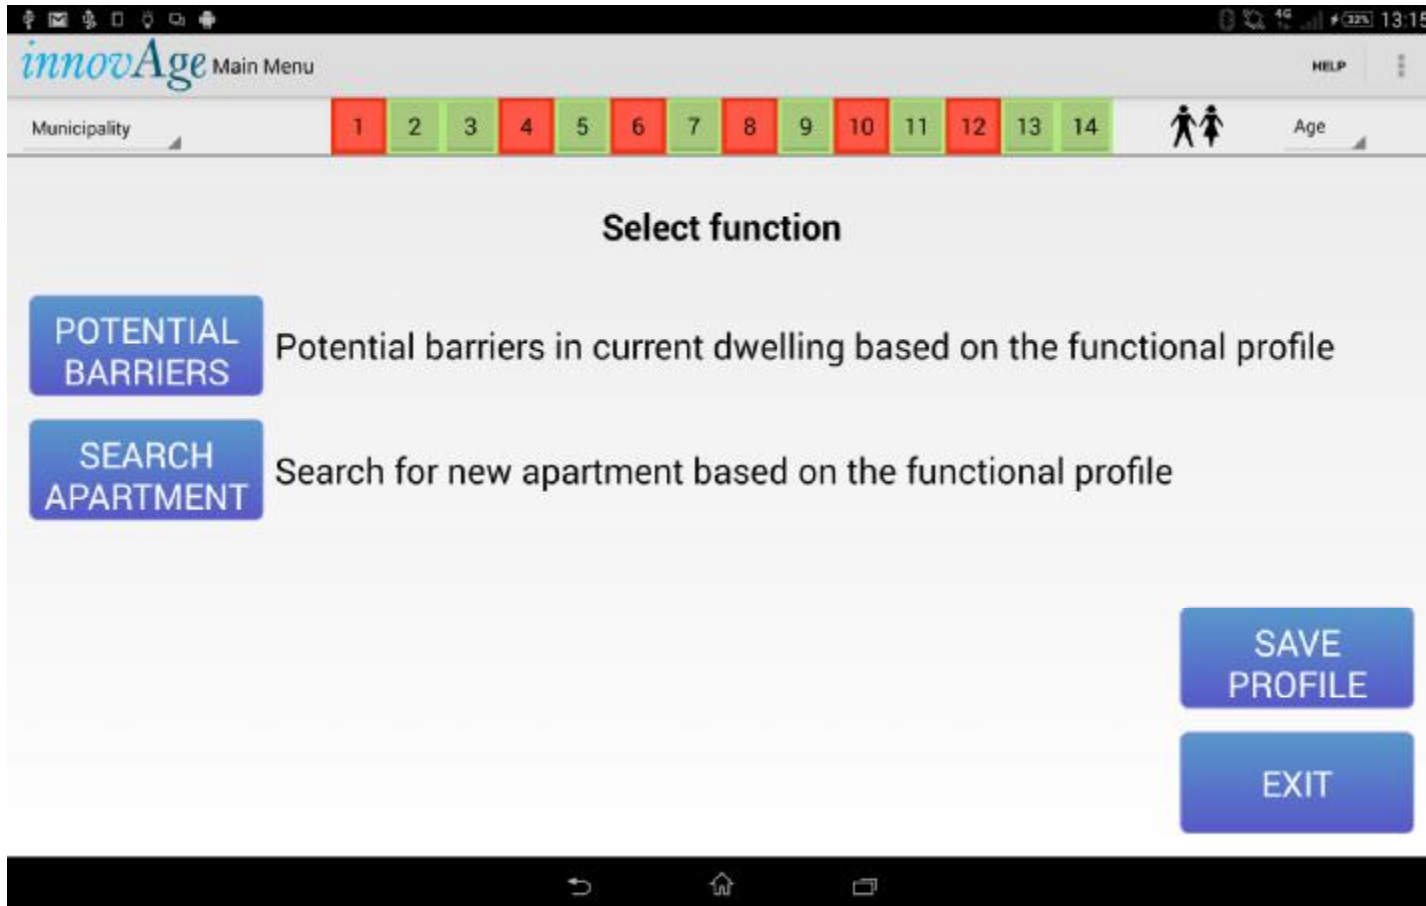 4G 33% 13:15
innovAge Main Menu HELP
Municipality 1 2 3 4 5 6 7 8 9 10 11 12 13 14 Age
Select function
POTENTIAL
BARRIERS
Potential barriers in current dwelling based on the functional profile
SEARCH
APARTMENT
Search for new apartment based on the functional profile
SAVE
PROFILE
EXIT